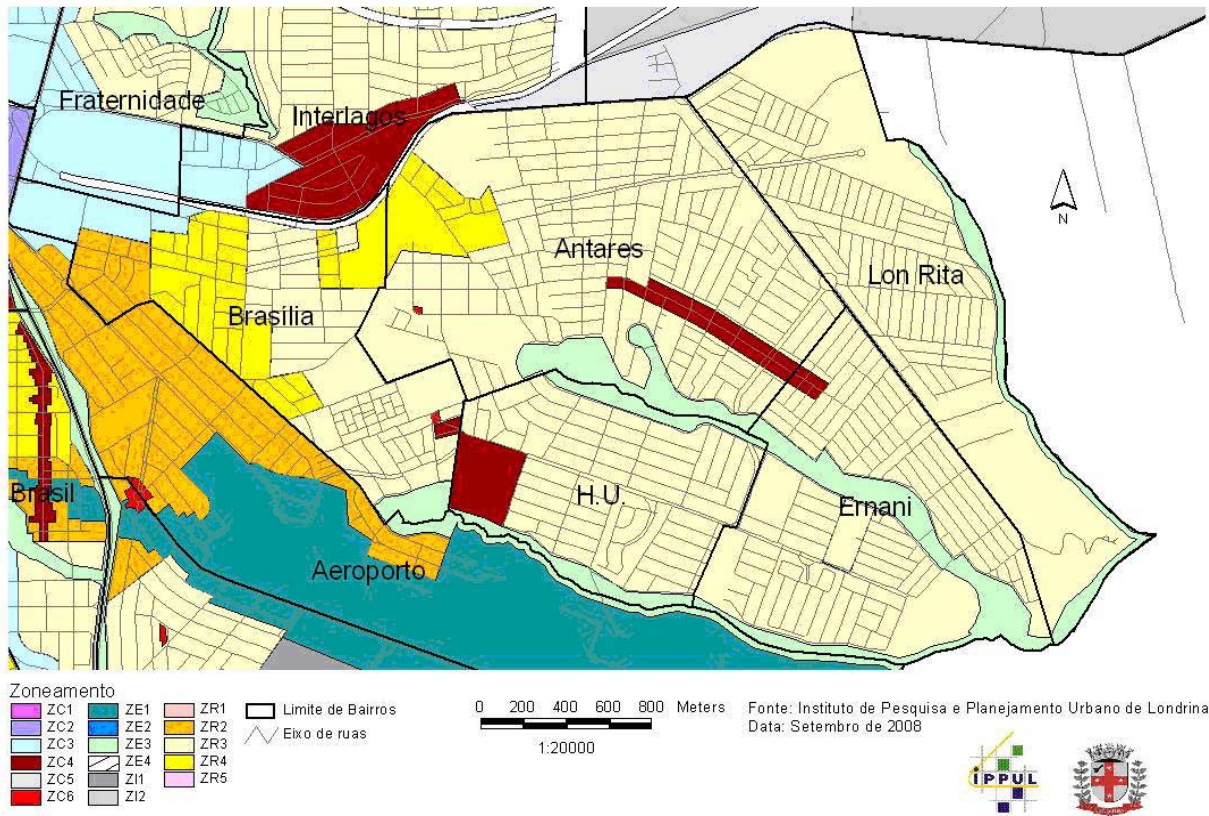 Fraternidade
Interlagos
N
Antares
Lon Rita
Brasília
Brasil
H.U.
Ernani
Aeroporto
Zoneamento
ZC1
ZC2
ZC3
ZC4
ZC5
ZC6
ZE1
ZE2
ZE3
ZE4
ZI1
ZI2
ZR1
ZR2
ZR3
ZR4
ZR5
Limite de Bairros
Eixo de ruas
0 200 400 600 800 Meters
1:20000
Fonte: Instituto de Pesquisa e Planejamento Urbano de Londrina
Data: Setembro de 2008
iPPUL